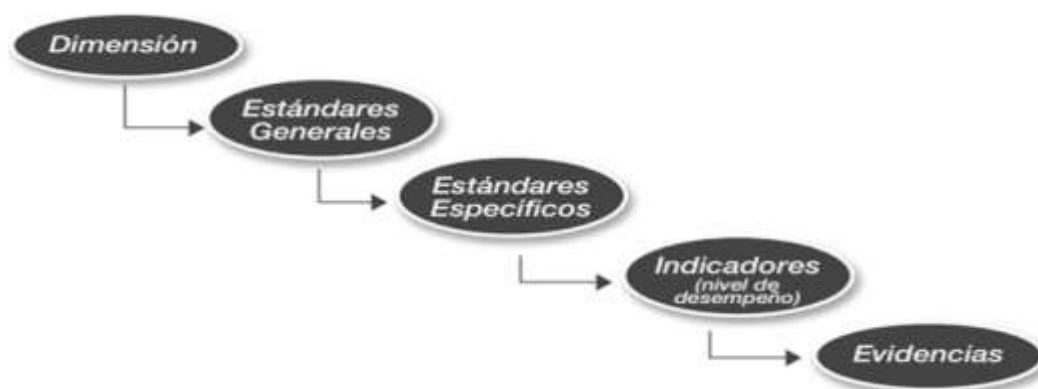 Dimensión
Estándares
Generales
Estándares
Específicos
Indicadores
(nivel de
desempeño)
Evidencias